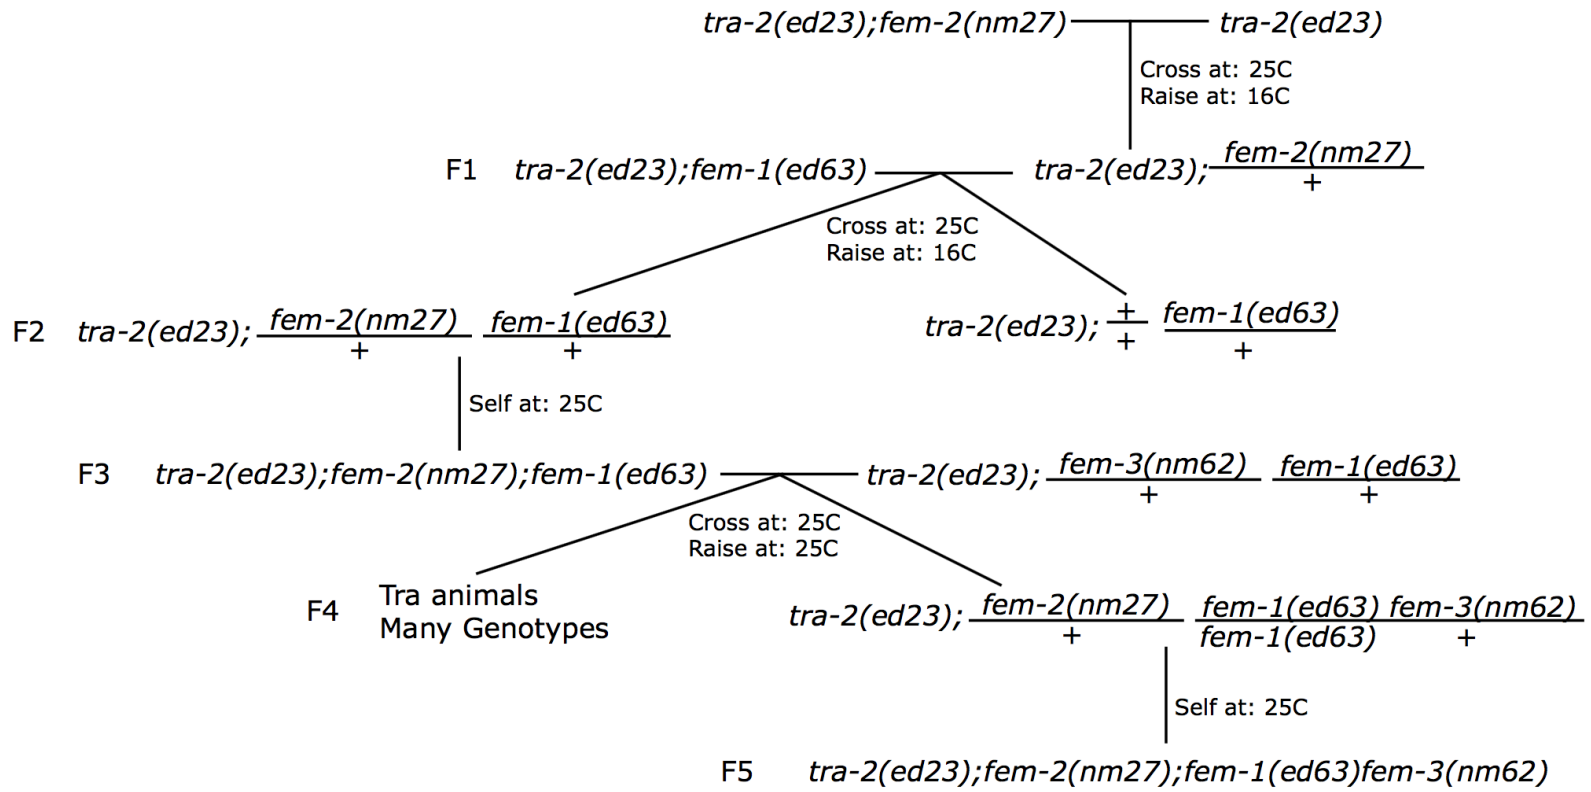 tra-2(ed23);fem-2(nm27) tra-2(ed23)
Cross at: 25C
Raise at: 16C
F1 tra-2(ed23);fem-1(ed63) tra-2(ed23); fem-2(nm27)
+
Cross at: 25C
Raise at: 16C
F2 tra-2(ed23); fem-2(nm27) fem-1(ed63) tra-2(ed23); + fem-1(ed63)
+ + + +
Self at: 25C
F3 tra-2(ed23);fem-2(nm27);fem-1(ed63) tra-2(ed23); fem-3(nm62) fem-1(ed63)
+ +
Cross at: 25C
Raise at: 25C
F4 Tra animals
Many Genotypes
tra-2(ed23); fem-2(nm27) fem-1(ed63) fem-3(nm62)
+ fem-1(ed63) +
Self at: 25C
F5 tra-2(ed23);fem-2(nm27);fem-1(ed63)fem-3(nm62)